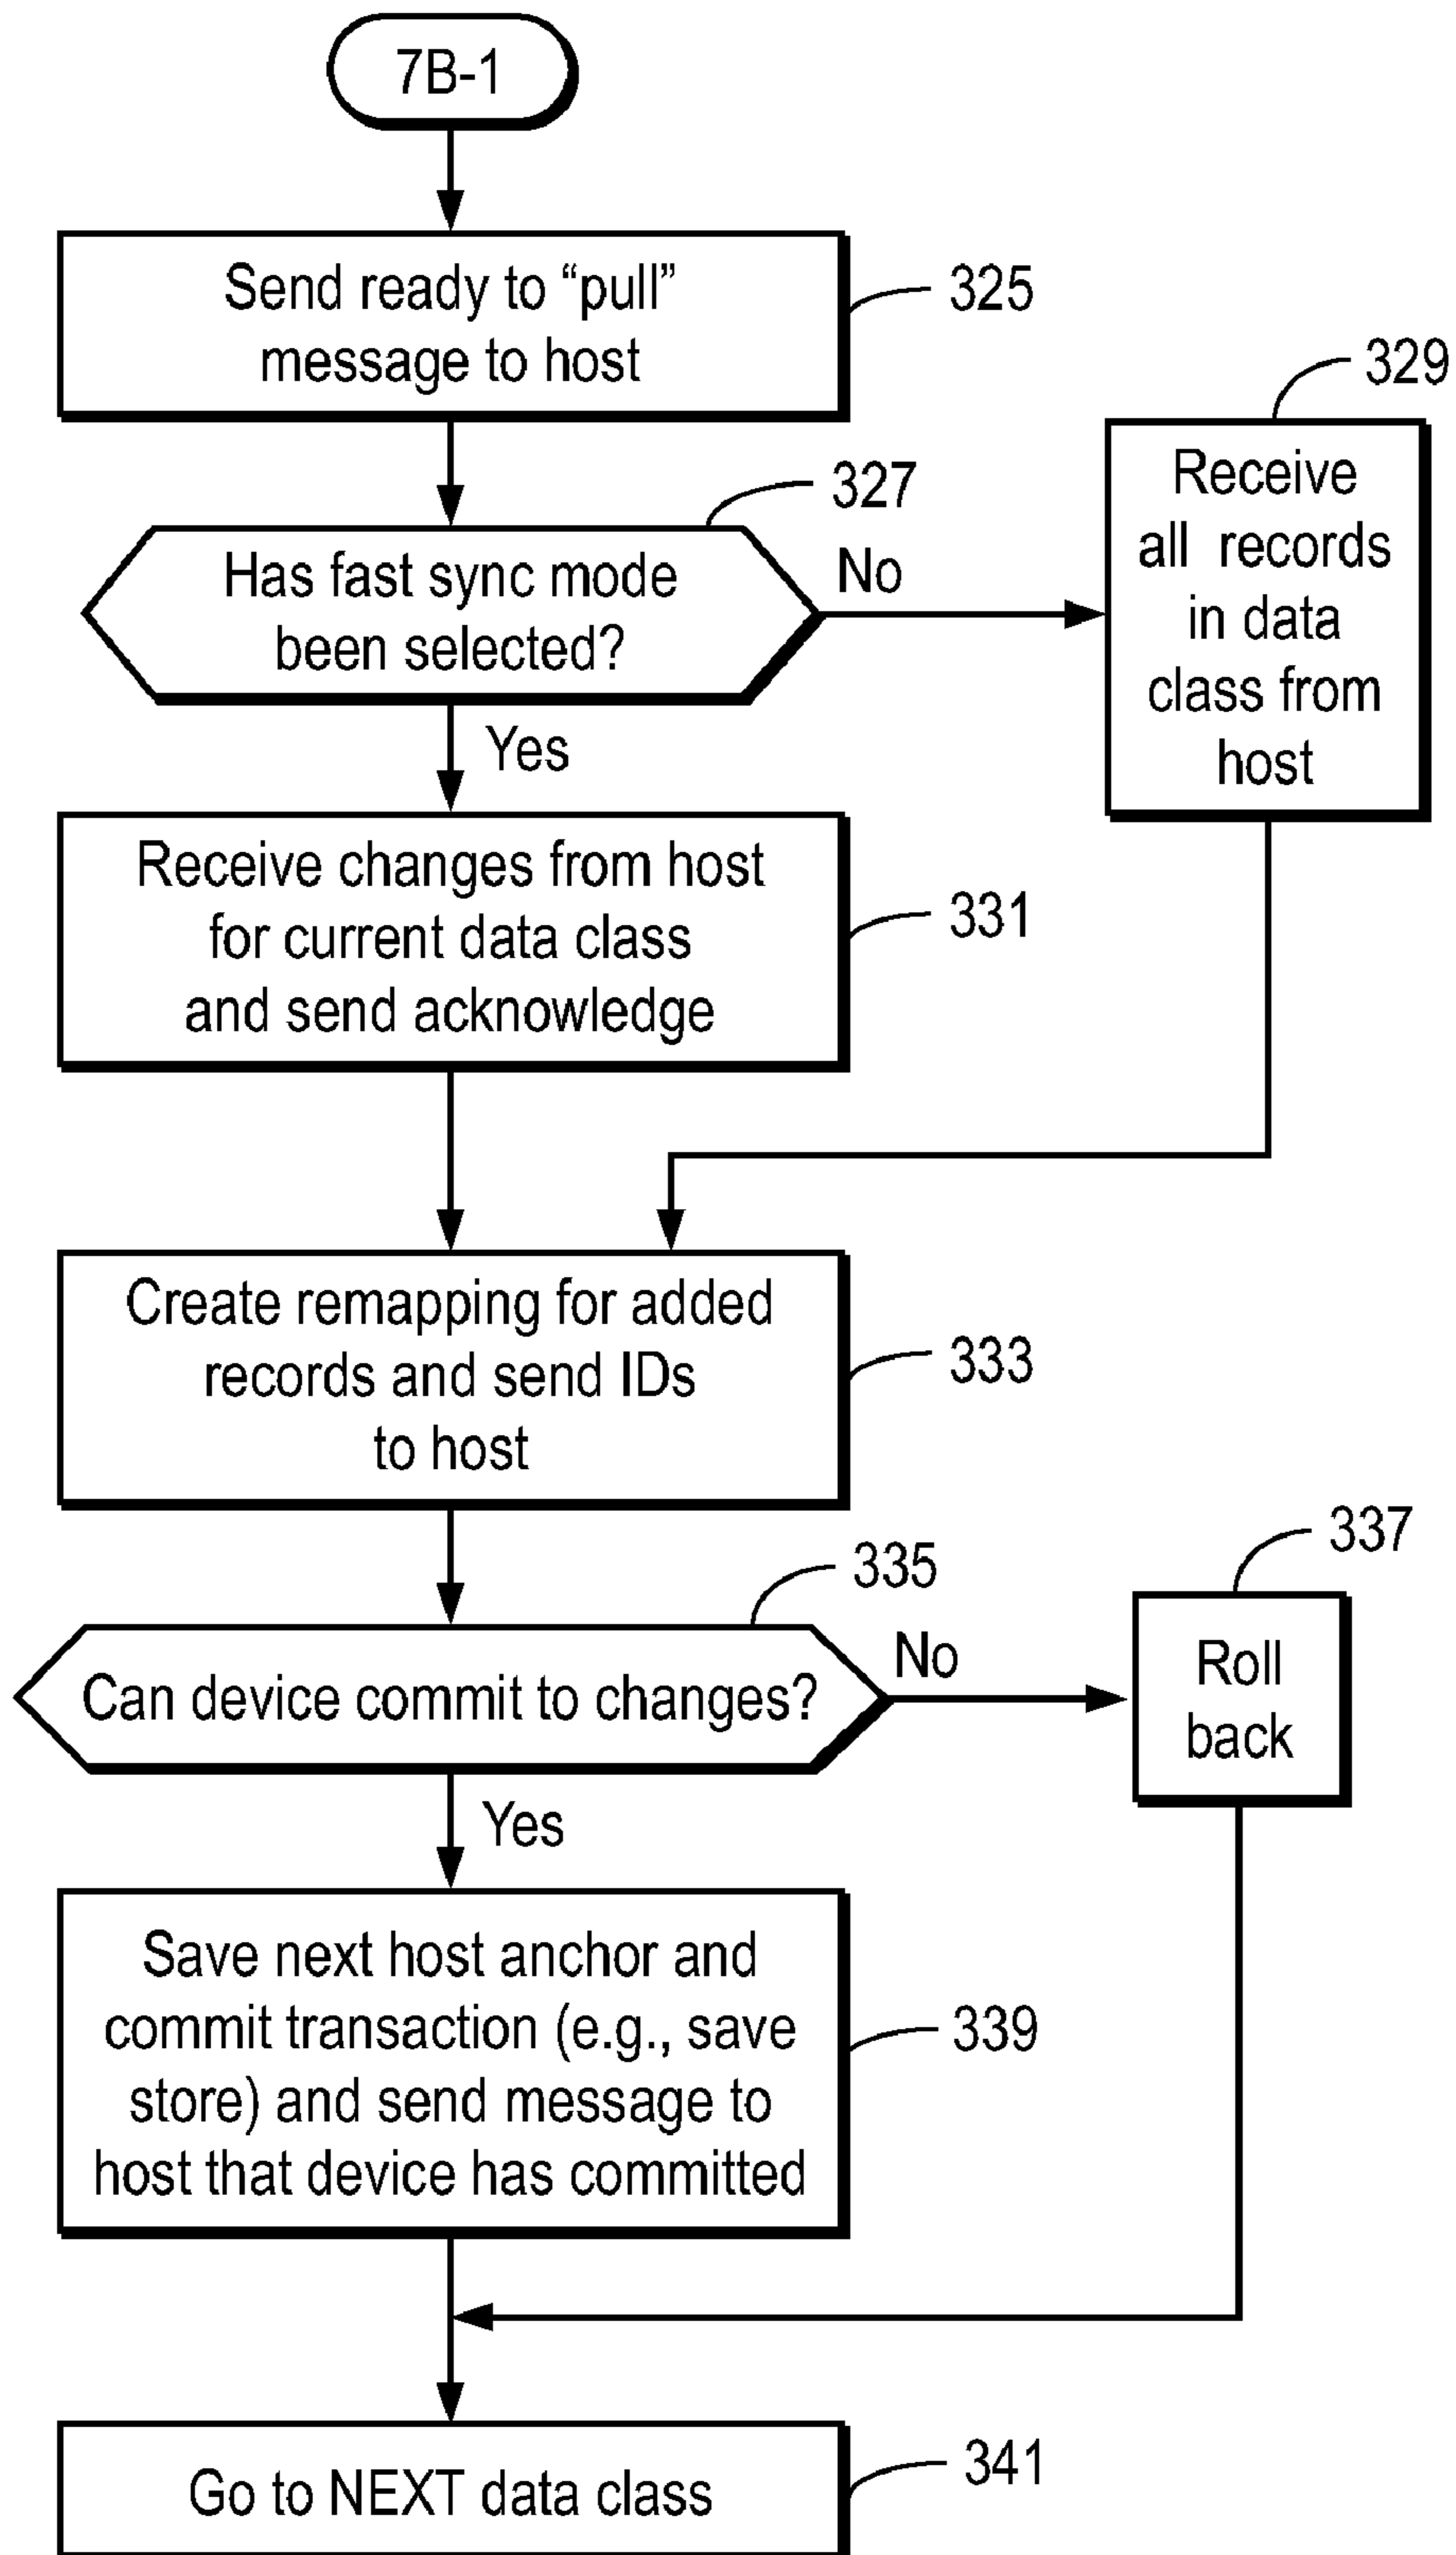 7B-1
Send ready to “pull”
message to host
325
329
Receive
all records
in data
class from
host
327
Has fast sync mode
been selected?
No
Yes
Receive changes from host
for current data class
and send acknowledge
331
Create remapping for added
records and send IDs
to host
333
335
337
Can device commit to changes?
No
Roll
back
Yes
Save next host anchor and
commit transaction (e.g., save
store) and send message to
host that device has committed
339
Go to NEXT data class
341